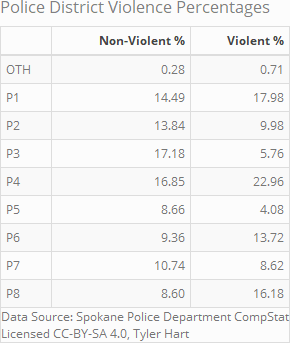 Police District Violence Percentages
Non-Violent % Violent %
OTH 0.28 0.71
P1 14.49 17.98
P2 13.84 9.98
P3 17.18 5.76
P4 16.85 22.96
P5 8.66 4.08
P6 9.36 13.72
P7 10.74 8.62
P8 8.60 16.18
Data Source: Spokane Police Department CompStat
Licensed CC-BY-SA 4.0, Tyler Hart